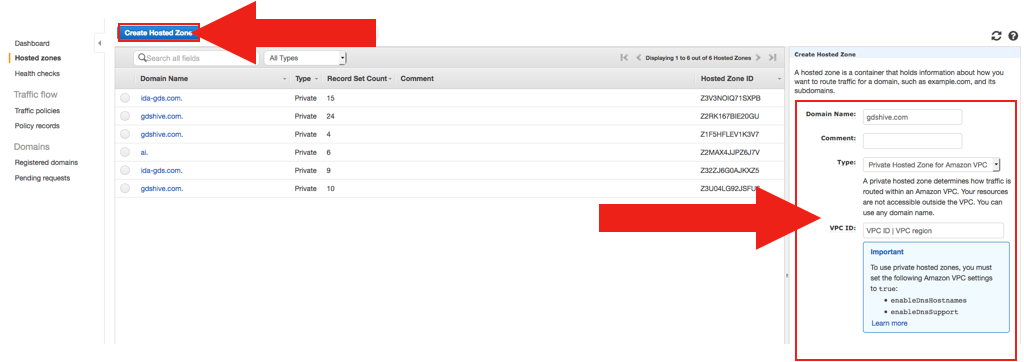 Create Hosted Zone
Dashboard
Hosted zones
Health checks
Traffic flow
Traffic policies
Policy records
Domains
Registered domains
Pending requests
Search all fields
All Types
Displaying 1 to 6 out of 6 Hosted Zones
Domain Name Type Record Set Count Comment Hosted Zone ID
ida-gds.com. Private 15 Z3V3NOIQ71SXPB
gdshive.com. Private 24 Z2RK167BIE20GU
gdshive.com. Private 4 Z1F5HFLEV1K3V7
ai. Private 6 Z2MAX4JJPZ6J7V
ida-gds.com. Private 9 Z32ZJ6G0AJKXZ5
gdshive.com. Private 10
Create Hosted Zone
A hosted zone is a container that holds information about how you
want to route traffic for a domain, such as example.com, and its
subdomains.
Domain Name: gdshive.com
Comment:
Type: Private Hosted Zone for Amazon VPC
A private hosted zone determines how traffic is
routed within an Amazon VPC. Your resources
are not accessible outside the VPC. You can
use any domain name.
VPC ID: VPC ID | VPC region
Important
To use private hosted zones, you must
set the following Amazon VPC settings
to true:
• enableDnsHostnames
• enableDnsSupport
Learn more